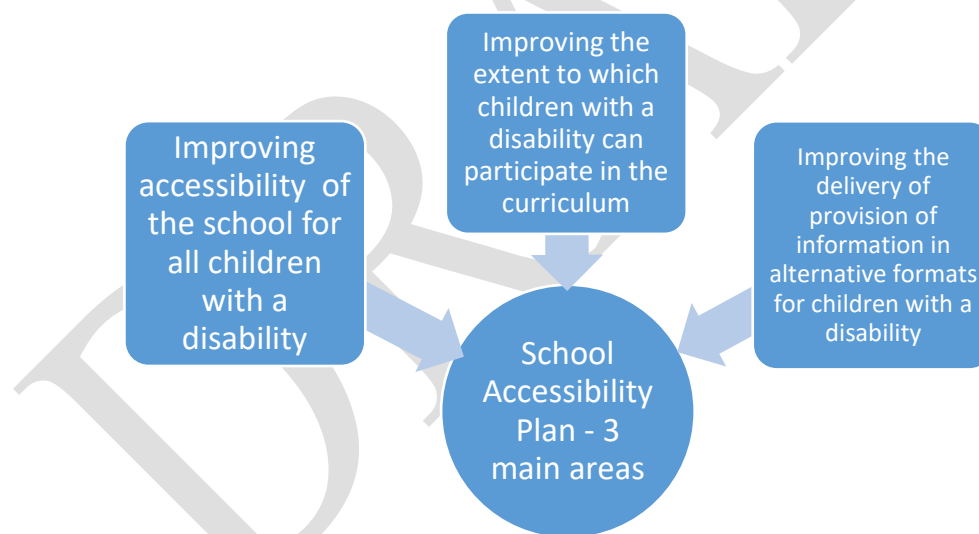 Improving the
extent to which
children with a
disability can
participate in the
curriculum
Improving
accessibility  of
the school for
all children
with a
disability
Improving the
delivery of
provision of
information in
alternative formats
for children with a
disability
School
Accessibility
Plan - 3
main areas